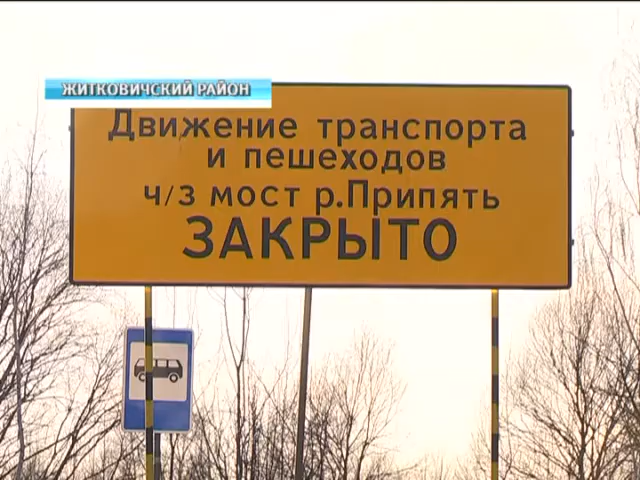 ЖИТКОВИЧСКИЙ РАЙОН
Движение транспорта
и пешеходов
ч/з мост р.Припять
ЗАКРЫТО